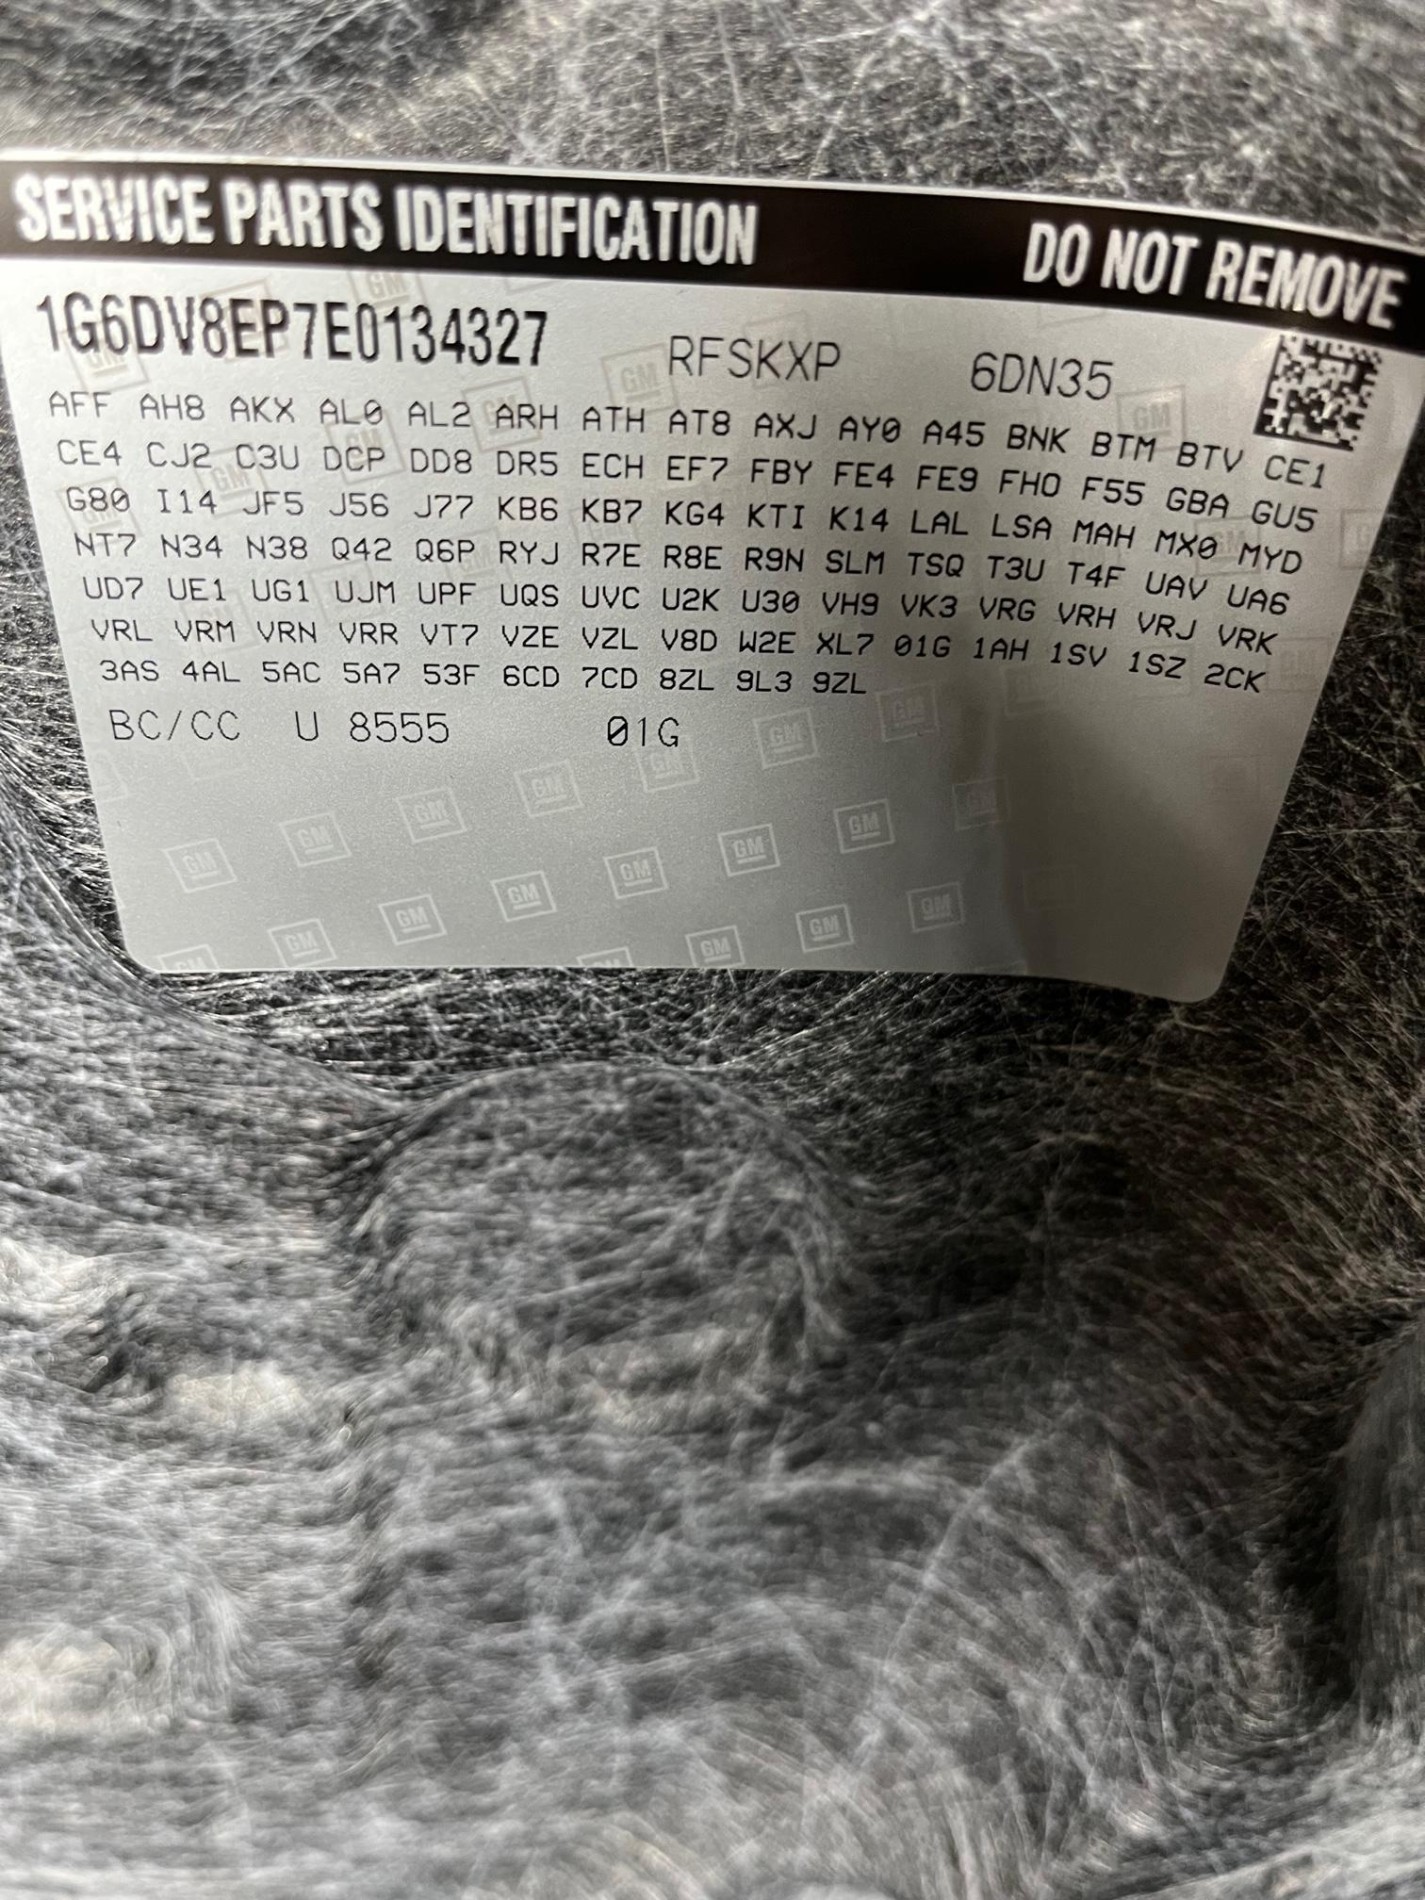 SERVICE PARTS IDENTIFICATION DO NOT REMOVE
1G6DV8EP7E0134327 RFSKXP 6DN35
AFF AH8 AKX AL0 AL2 ARH ATH AT8 AXJ AY0 A45 BNK BTM BTV CE1
CE4 CJ2 C3U DCP DD8 DR5 ECH EF7 FBY FE4 FE9 FHO F55 GBA GU5
G80 I14 JF5 J56 J77 KB6 KB7 KG4 KTI K14 LAL LSA MAH MX0 MYD
NT7 N34 N38 Q42 Q6P RYJ R7E R8E R9N SLM TSQ T3U T4F UAV UA6
UD7 UE1 UG1 UJM UPF UQS UVC U2K U30 VH9 VK3 VRG VRH VRJ VRK
VRL VRM VRN VRR VT7 VZE VZL V8D W2E XL7 01G 1AH 1SV 1SZ 2CK
3AS 4AL 5AC 5A7 53F 6CD 7CD 8ZL 9L3 9ZL
BC/CC U 8555 01G